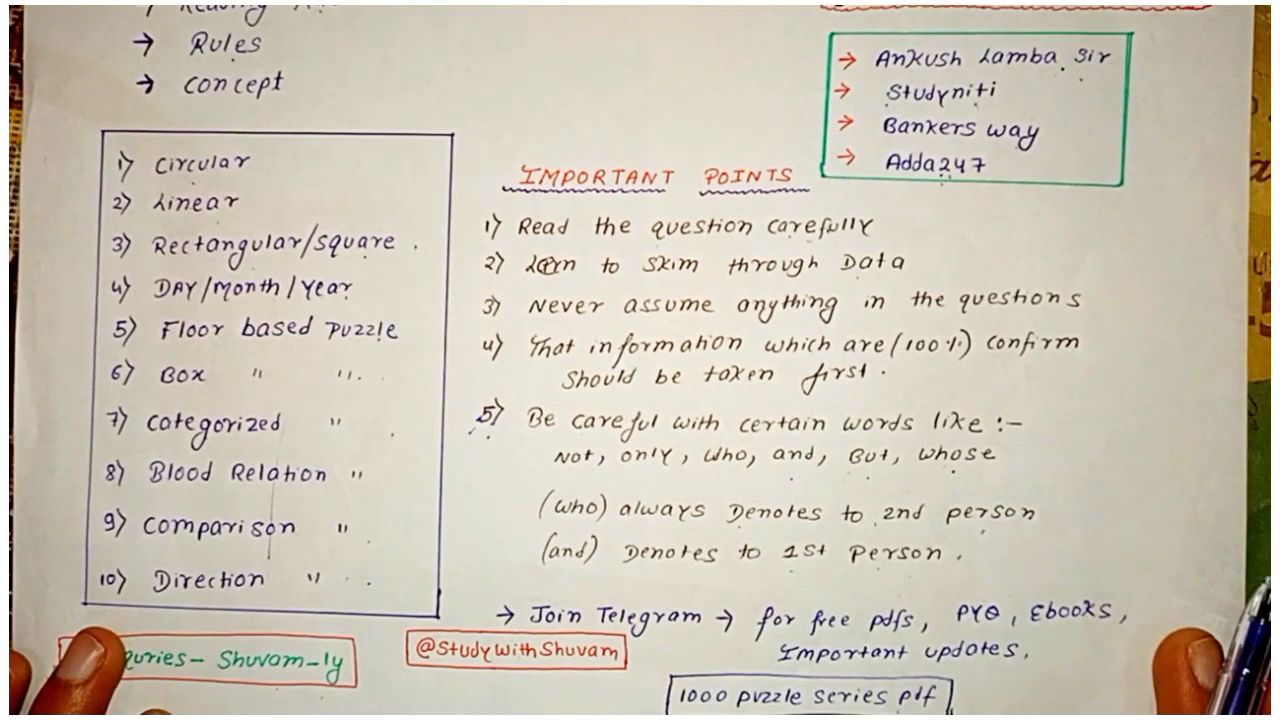 → Rules
→ concept
→ Ankush Lamba Sir
→ Studyniti
→ Bankers way
→ Adda247
1) Circular
2) Linear
3) Rectangular/square
4) DAY/month/year
5) Floor based puzzle
6) Box " "
7) categorized "
8) Blood Relation "
9) comparison "
10) Direction "
IMPORTANT POINTS
1) Read the question carefully
2) to skim through Data
3) Never assume anything in the questions
4) That information which are (100%) confirm
should be taken first.
5) Be careful with certain words like :-
Not, only, who, and, But, whose
(who) always Denotes to 2nd person
(and) Denotes to 1st person.
→ Join Telegram → for free pdfs, PYQ, Ebooks,
Important updates.
- Shuvam-ly
@StudywithShuvam
1000 puzzle series pdf